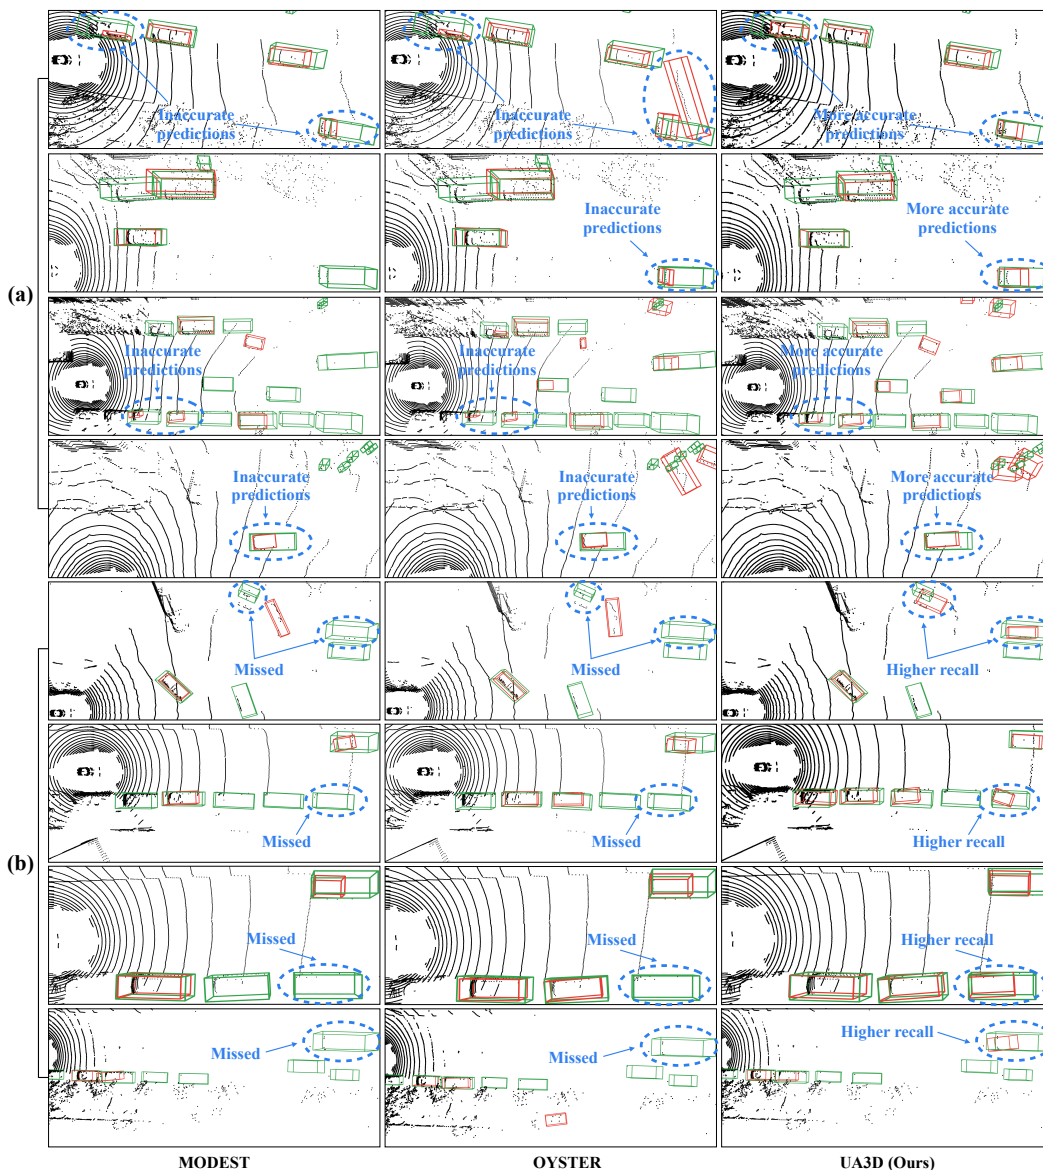 Inaccurate
predictions
Inaccurate
predictions
More accurate
predictions
Inaccurate
predictions
More accurate
predictions
(a)
Inaccurate
predictions
Inaccurate
predictions
More accurate
predictions
Inaccurate
predictions
Inaccurate
predictions
More accurate
predictions
Missed
Missed
Higher recall
Missed
Missed
Higher recall
(b)
Missed
Missed
Higher recall
Missed
Missed
Higher recall
MODEST
OYSTER
UA3D (Ours)